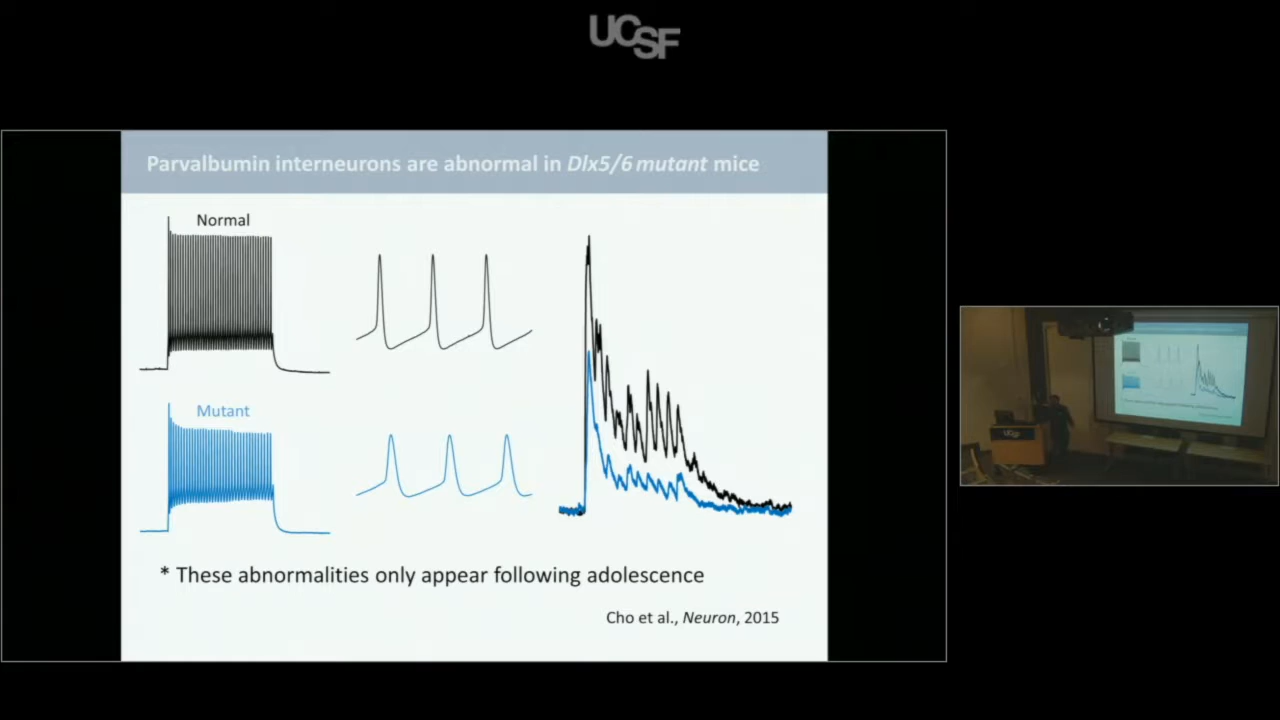 UCSF
Parvalbumin interneurons are abnormal in Dlx5/6 mutant mice
Normal
Mutant
* These abnormalities only appear following adolescence
Cho et al., Neuron, 2015
UCSF